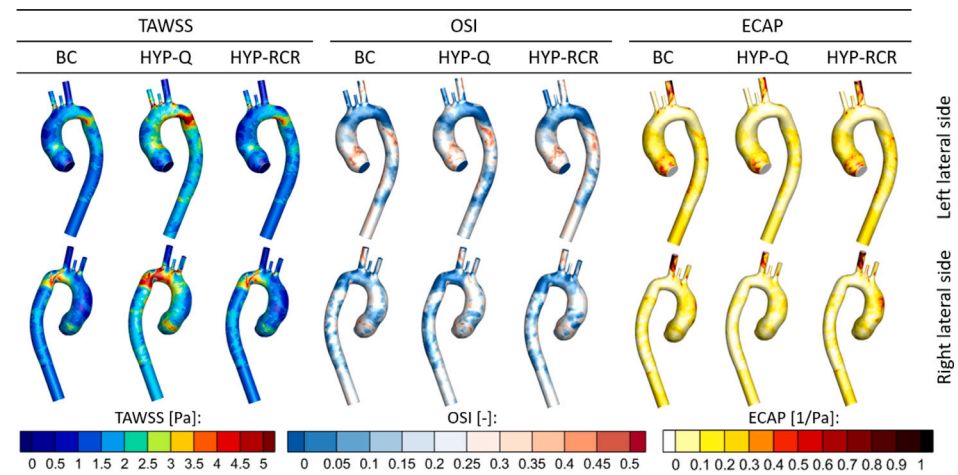 TAWSS OSI ECAP
BC HYP-Q HYP-RCR BC HYP-Q HYP-RCR BC HYP-Q HYP-RCR
Left lateral side
Right lateral side
TAWSS [Pa]: OSI [-]: ECAP [1/Pa]:
0 0.5 1 1.5 2 2.5 3 3.5 4 4.5 5 0 0.05 0.1 0.15 0.2 0.25 0.3 0.35 0.4 0.45 0.5 0 0.1 0.2 0.3 0.4 0.5 0.6 0.7 0.8 0.9 1